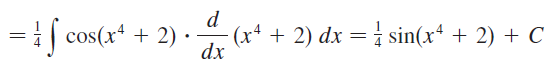 = 1/4 ∫ cos(x⁴ + 2) · d/dx (x⁴ + 2) dx = 1/4 sin(x⁴ + 2) + C